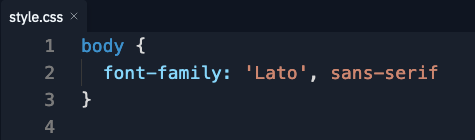 style.css ×
1 body {
2   font-family: 'Lato', sans-serif
3 }
4